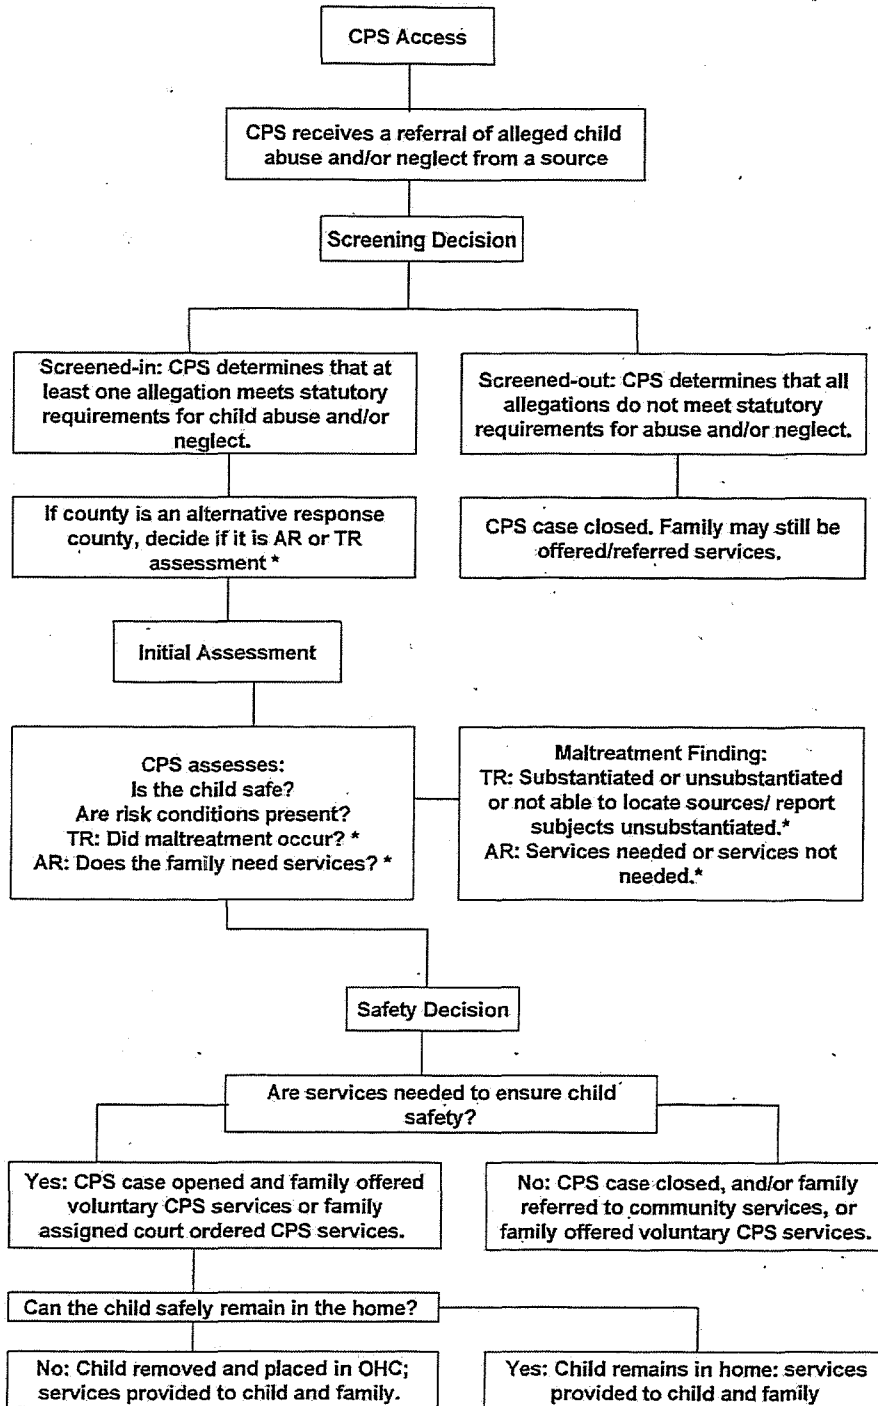 CPS Access
CPS receives a referral of alleged child
abuse and/or neglect from a source
Screening Decision
Screened-in: CPS determines that at
least one allegation meets statutory
requirements for child abuse and/or
neglect.
Screened-out: CPS determines that all
allegations do not meet statutory
requirements for abuse and/or neglect.
If county is an alternative response
county, decide if it is AR or TR
assessment *
CPS case closed. Family may still be
offered/referred services.
Initial Assessment
CPS assesses:
Is the child safe?
Are risk conditions present?
TR: Did maltreatment occur? *
AR: Does the family need services? *
Maltreatment Finding:
TR: Substantiated or unsubstantiated
or not able to locate sources/ report
subjects unsubstantiated.*
AR: Services needed or services not
needed.*
Safety Decision
Are services needed to ensure child
safety?
Yes: CPS case opened and family offered
voluntary CPS services or family
assigned court ordered CPS services.
No: CPS case closed, and/or family
referred to community services, or
family offered voluntary CPS services.
Can the child safely remain in the home?
No: Child removed and placed in OHC;
services provided to child and family.
Yes: Child remains in home: services
provided to child and family